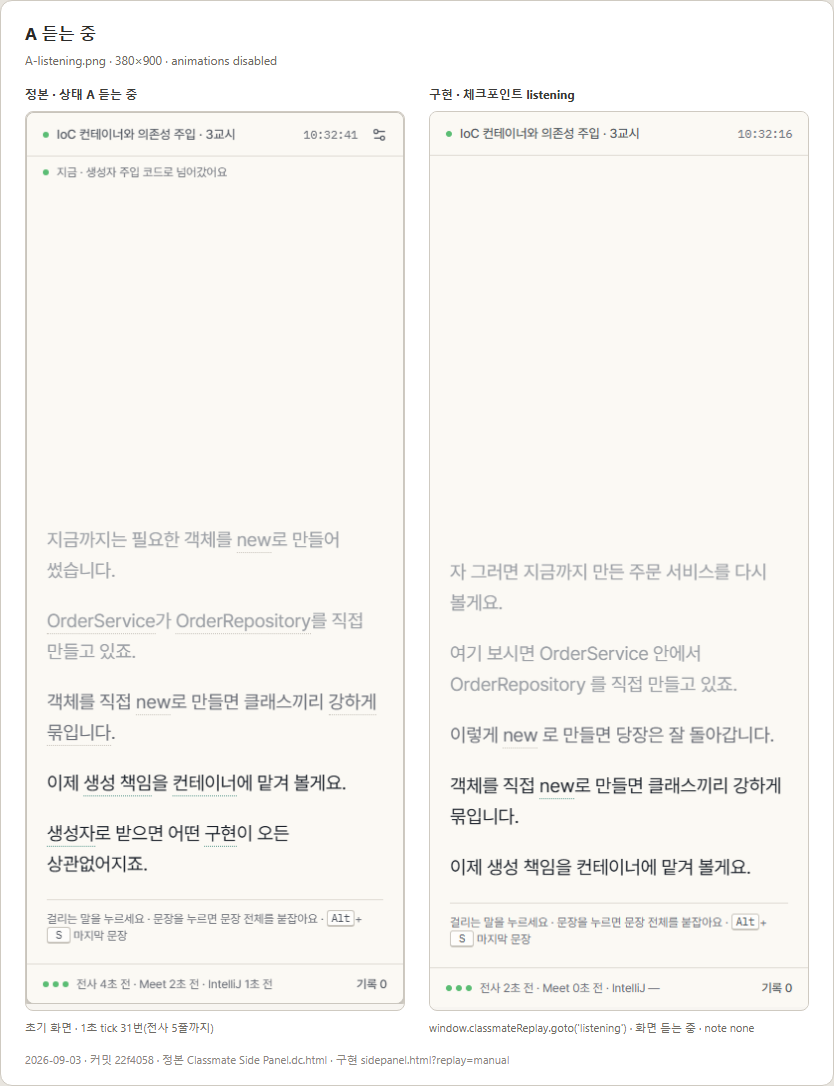 A 듣는 중
A-listening.png · 380×900 · animations disabled
정본 · 상태 A 듣는 중
IoC 컨테이너와 의존성 주입 · 3교시 10:32:41
지금 · 생성자 주입 코드로 넘어갔어요
지금까지는 필요한 객체를 new로 만들어
썼습니다.
OrderService가 OrderRepository를 직접
만들고 있죠.
객체를 직접 new로 만들면 클래스끼리 강하게
묶입니다.
이제 생성 책임을 컨테이너에 맡겨 볼게요.
생성자로 받으면 어떤 구현이 오든
상관없어지죠.
걸리는 말을 누르세요 · 문장을 누르면 문장 전체를 붙잡아요 · Alt +
S 마지막 문장
전사 4초 전 · Meet 2초 전 · IntelliJ 1초 전 기록 0
초기 화면 · 1초 tick 31번(전사 5풀까지)
구현 · 체크포인트 listening
IoC 컨테이너와 의존성 주입 · 3교시 10:32:16
자 그러면 지금까지 만든 주문 서비스를 다시
볼게요.
여기 보시면 OrderService 안에서
OrderRepository 를 직접 만들고 있죠.
이렇게 new 로 만들면 당장은 잘 돌아갑니다.
객체를 직접 new로 만들면 클래스끼리 강하게
묶입니다.
이제 생성 책임을 컨테이너에 맡겨 볼게요.
걸리는 말을 누르세요 · 문장을 누르면 문장 전체를 붙잡아요 · Alt +
S 마지막 문장
전사 2초 전 · Meet 0초 전 · IntelliJ — 기록 0
window.classmateReplay.goto('listening') · 화면 듣는 중 · note none
2026-09-03 · 커밋 22f4058 · 정본 Classmate Side Panel.dc.html · 구현 sidepanel.html?replay=manual